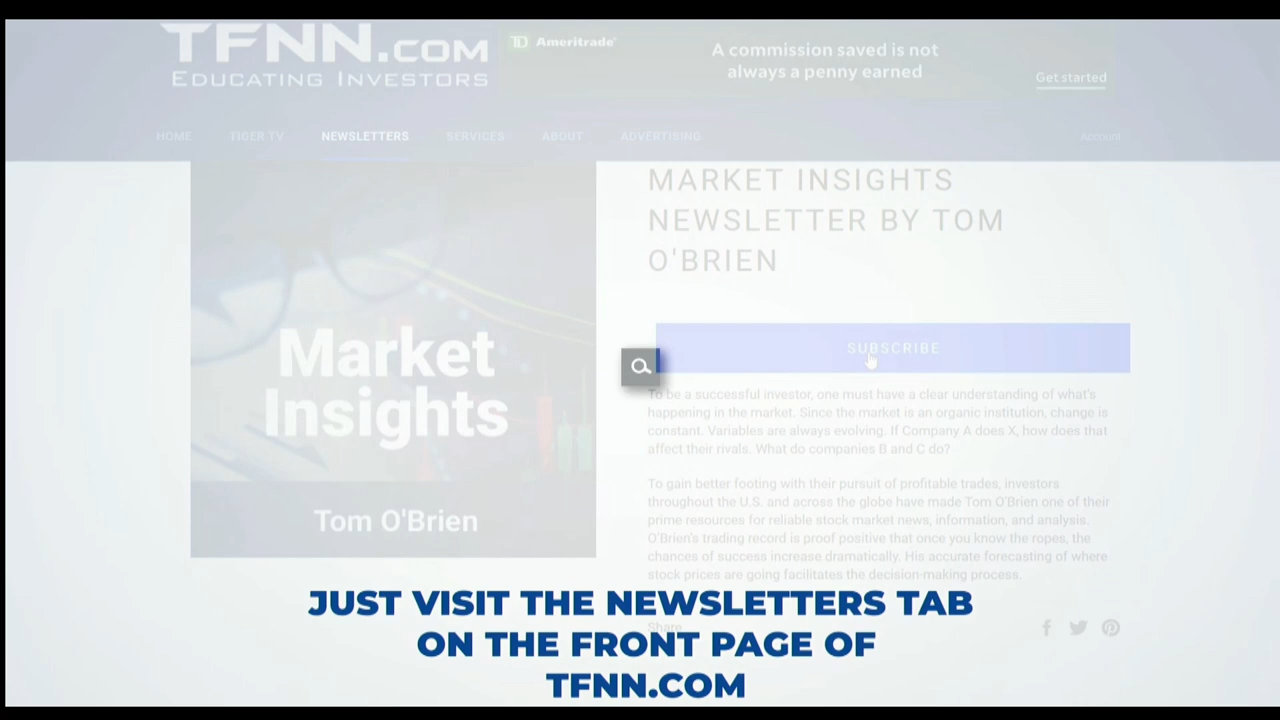 TFNN.COM
EDUCATING INVESTORS
TD Ameritrade
A commission saved is not
always a penny earned
Get started
HOME TIGER TV NEWSLETTERS SERVICES ABOUT ADVERTISING Account
MARKET INSIGHTS
NEWSLETTER BY TOM
O'BRIEN
Market
Insights
Tom O'Brien
SUBSCRIBE
To be a successful investor, one must have a clear understanding of what's
happening in the market. Since the market is an organic institution, change is
constant. Variables are always evolving. If Company A does X, how does that
affect their rivals. What do companies B and C do?
To gain better footing with their pursuit of profitable trades, investors
throughout the U.S. and across the globe have made Tom O'Brien one of their
prime resources for reliable stock market news, information, and analysis.
O'Brien's trading record is proof positive that once you know the ropes, the
chances of success increase dramatically. His accurate forecasting of where
stock prices are going facilitates the decision-making process.
Share
JUST VISIT THE NEWSLETTERS TAB
ON THE FRONT PAGE OF
TFNN.COM